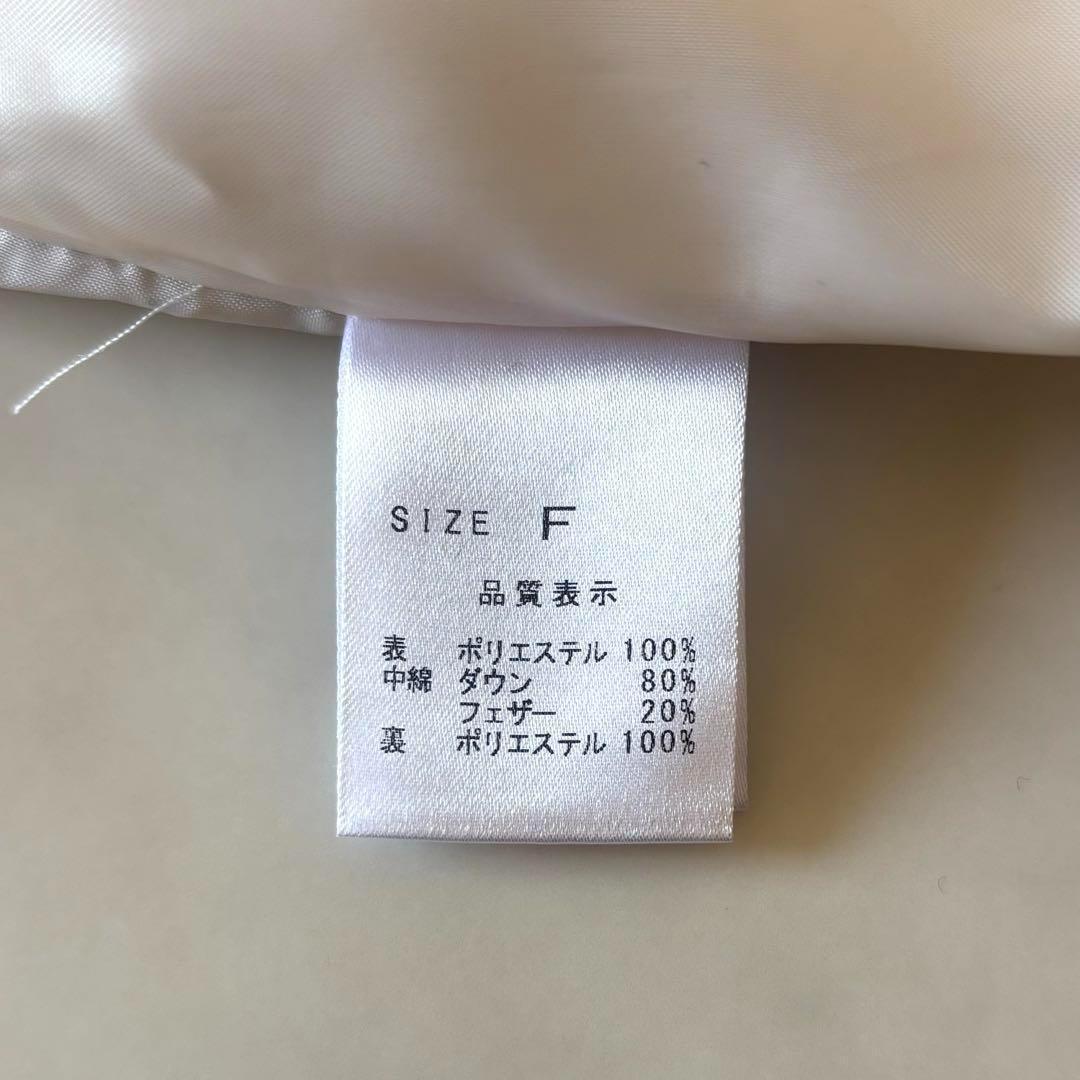 SIZE F
品質表示
表 ポリエステル 100%
中綿 ダウン 80%
フェザー 20%
裏 ポリエステル 100%